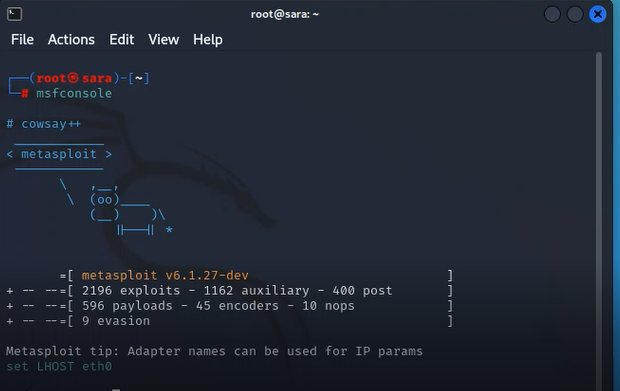 root@sara: ~
File Actions Edit View Help
┌──(root㉿sara)-[~]
└─# msfconsole
# cowsay++
 ____________
< metasploit >
 ------------
       \   ,__,
        \  (oo)____
           (__)    )\
              ||--|| *
       =[ metasploit v6.1.27-dev ]
+ -- --=[ 2196 exploits - 1162 auxiliary - 400 post ]
+ -- --=[ 596 payloads - 45 encoders - 10 nops ]
+ -- --=[ 9 evasion ]
Metasploit tip: Adapter names can be used for IP params
set LHOST eth0